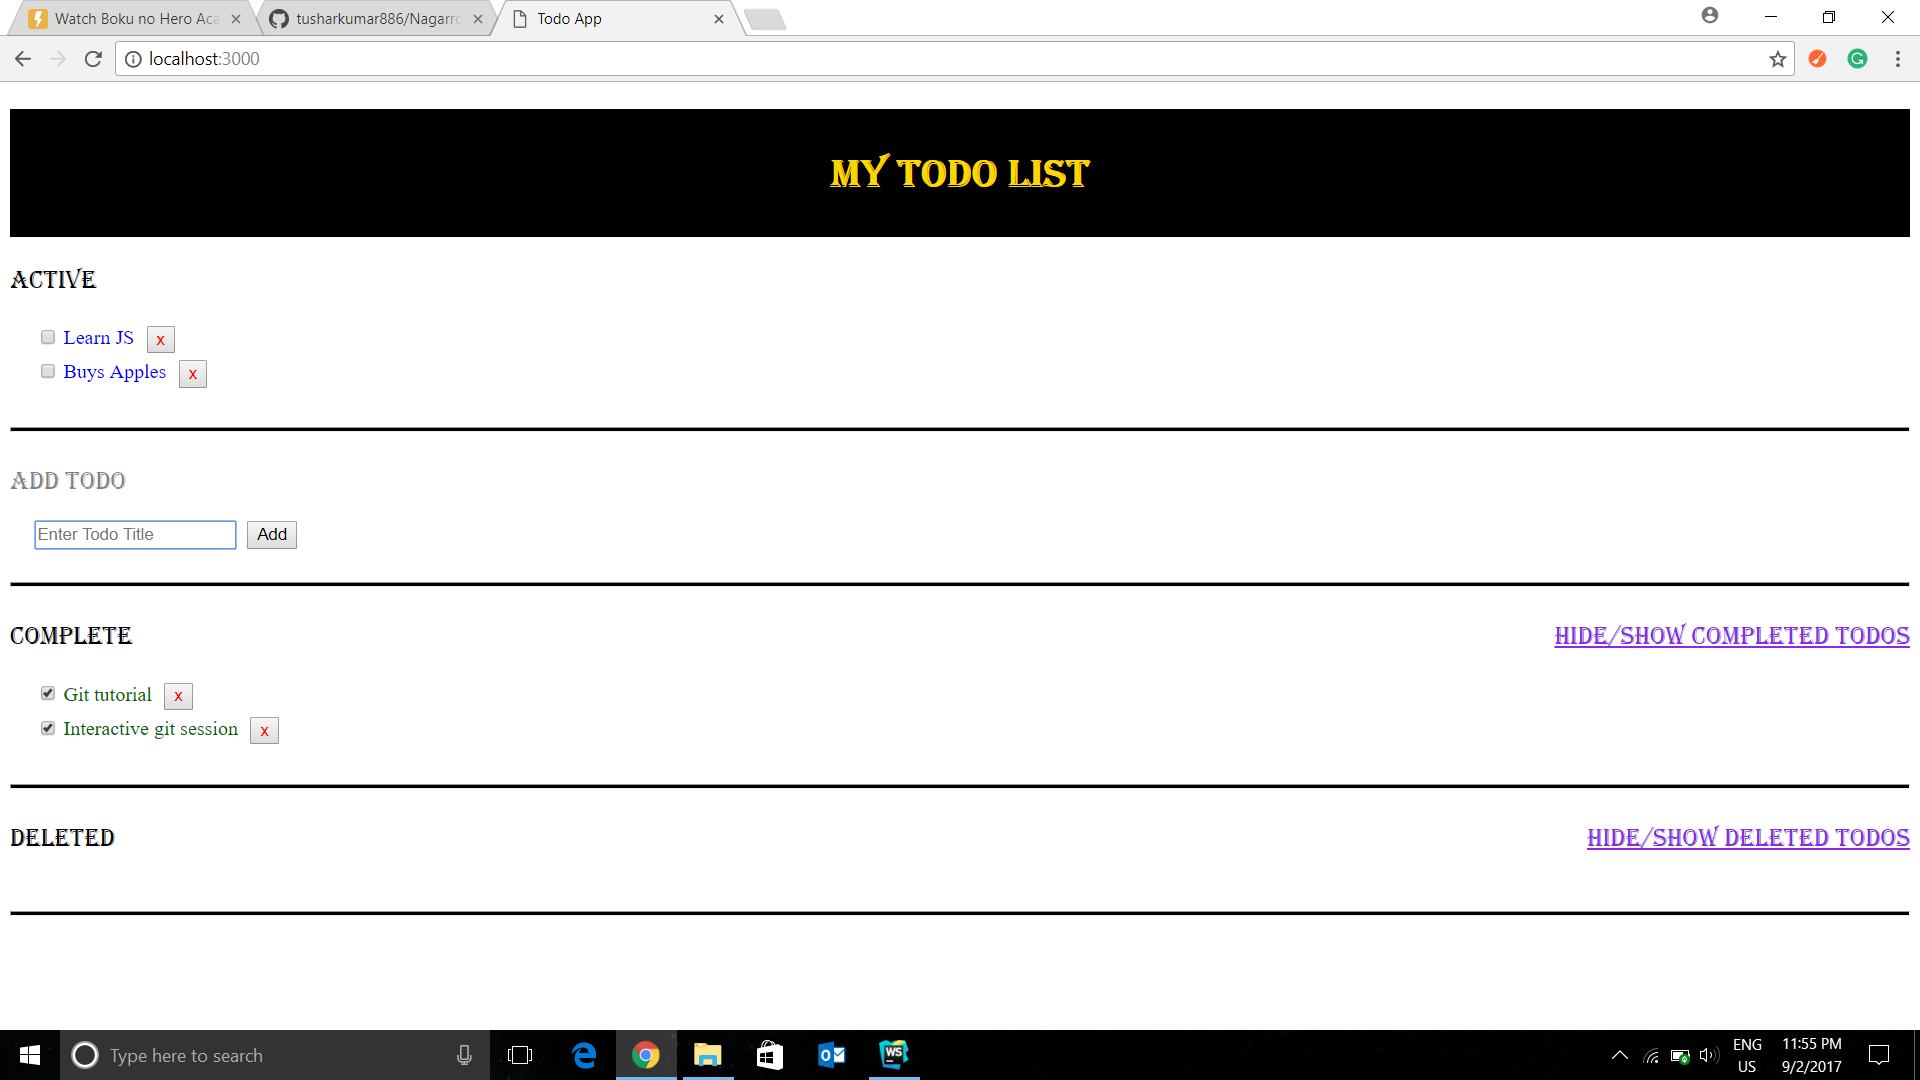 Watch Boku no Hero Aca
tusharkumar886/Nagarro
Todo App
localhost:3000
MY TODO LIST
ACTIVE
Learn JS x
Buys Apples x
ADD TODO
Enter Todo Title Add
COMPLETE HIDE/SHOW COMPLETED TODOS
Git tutorial x
Interactive git session x
DELETED HIDE/SHOW DELETED TODOS
Type here to search
WS
ENG
US
11:55 PM
9/2/2017